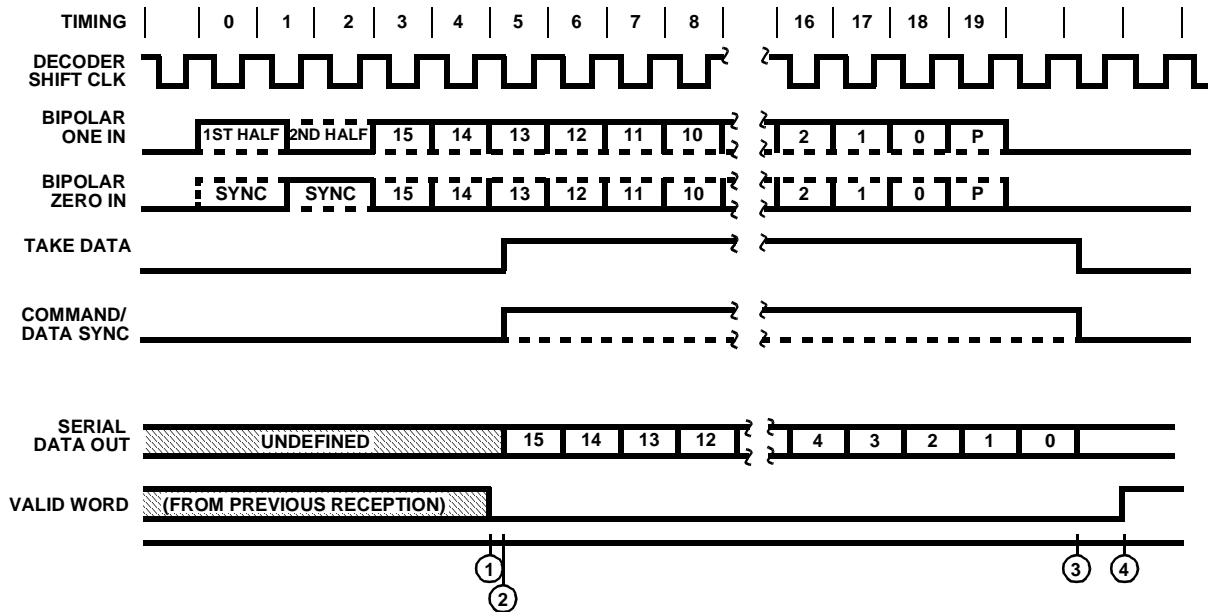 TIMING 0 1 2 3 4 5 6 7 8 16 17 18 19
DECODER
SHIFT CLK
BIPOLAR
ONE IN
1ST HALF 2ND HALF 15 14 13 12 11 10 2 1 0 P
BIPOLAR
ZERO IN
SYNC SYNC 15 14 13 12 11 10 2 1 0 P
TAKE DATA
COMMAND/
DATA SYNC
SERIAL
DATA OUT
UNDEFINED 15 14 13 12 4 3 2 1 0
VALID WORD (FROM PREVIOUS RECEPTION)
1 3 4
2